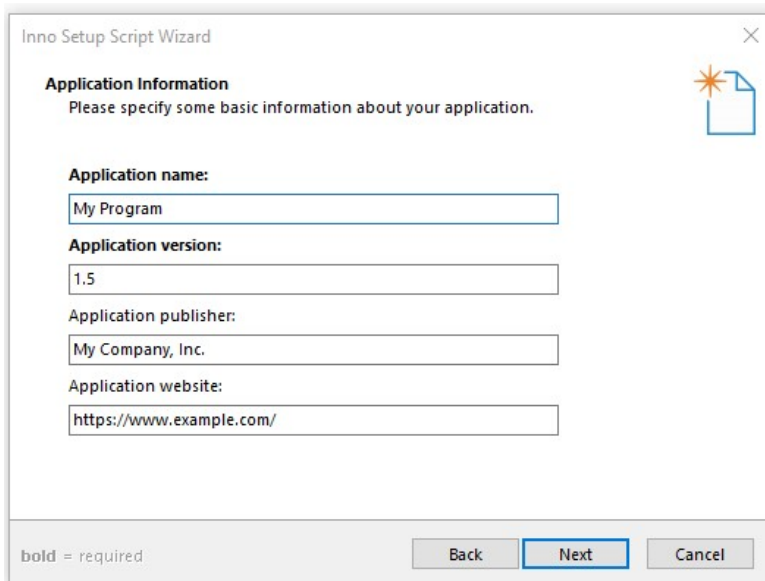 Inno Setup Script Wizard
Application Information
Please specify some basic information about your application.
Application name:
My Program
Application version:
1.5
Application publisher:
My Company, Inc.
Application website:
https://www.example.com/
bold = required
Back
Next
Cancel